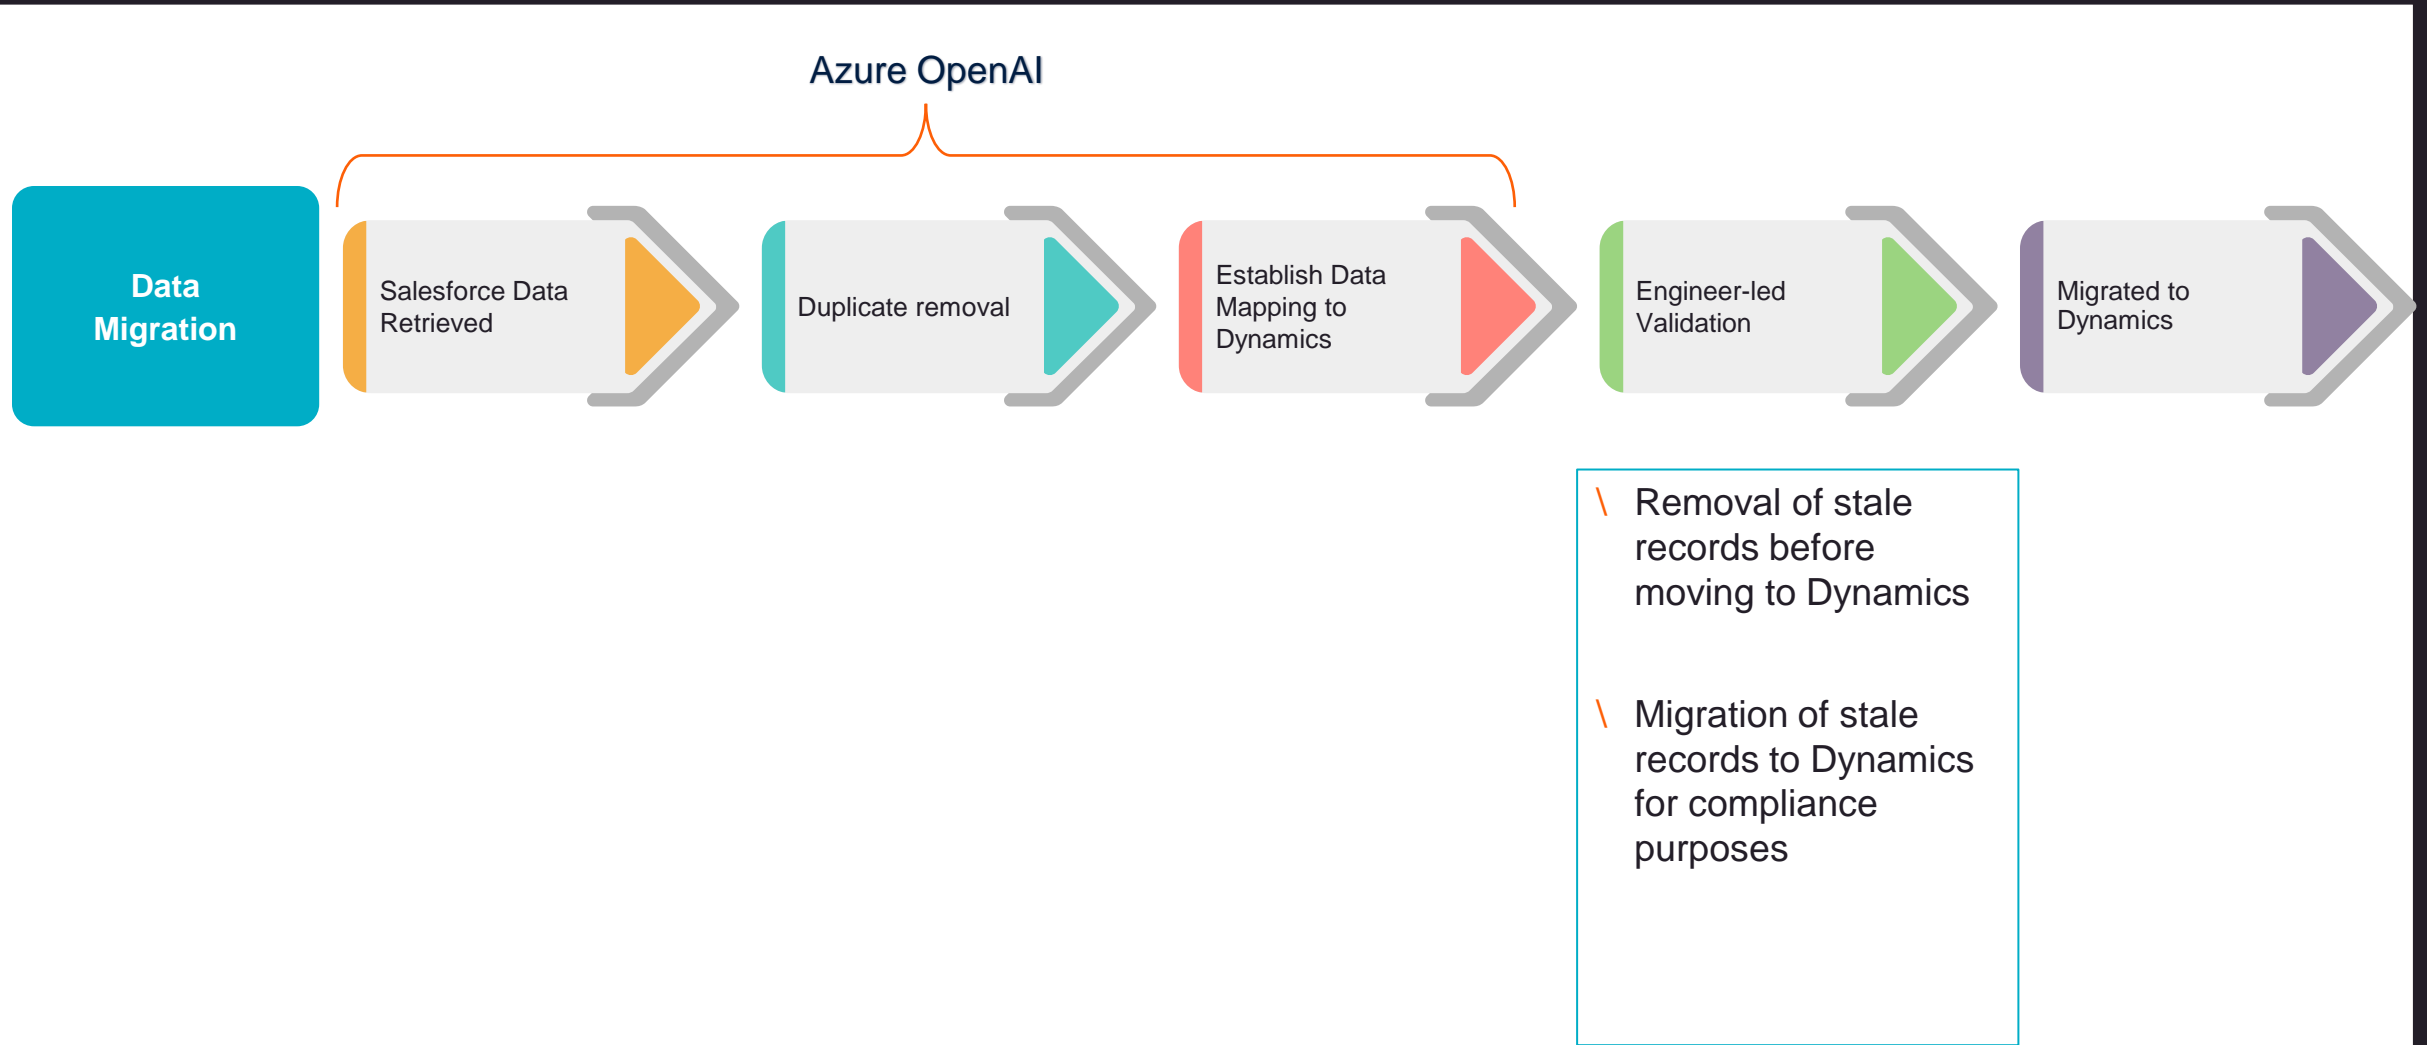 Azure OpenAI
Data
Migration
Salesforce Data
Retrieved
Duplicate removal
Establish Data
Mapping to
Dynamics
Engineer-led
Validation
Migrated to
Dynamics
\ Removal of stale
records before
moving to Dynamics
\ Migration of stale
records to Dynamics
for compliance
purposes